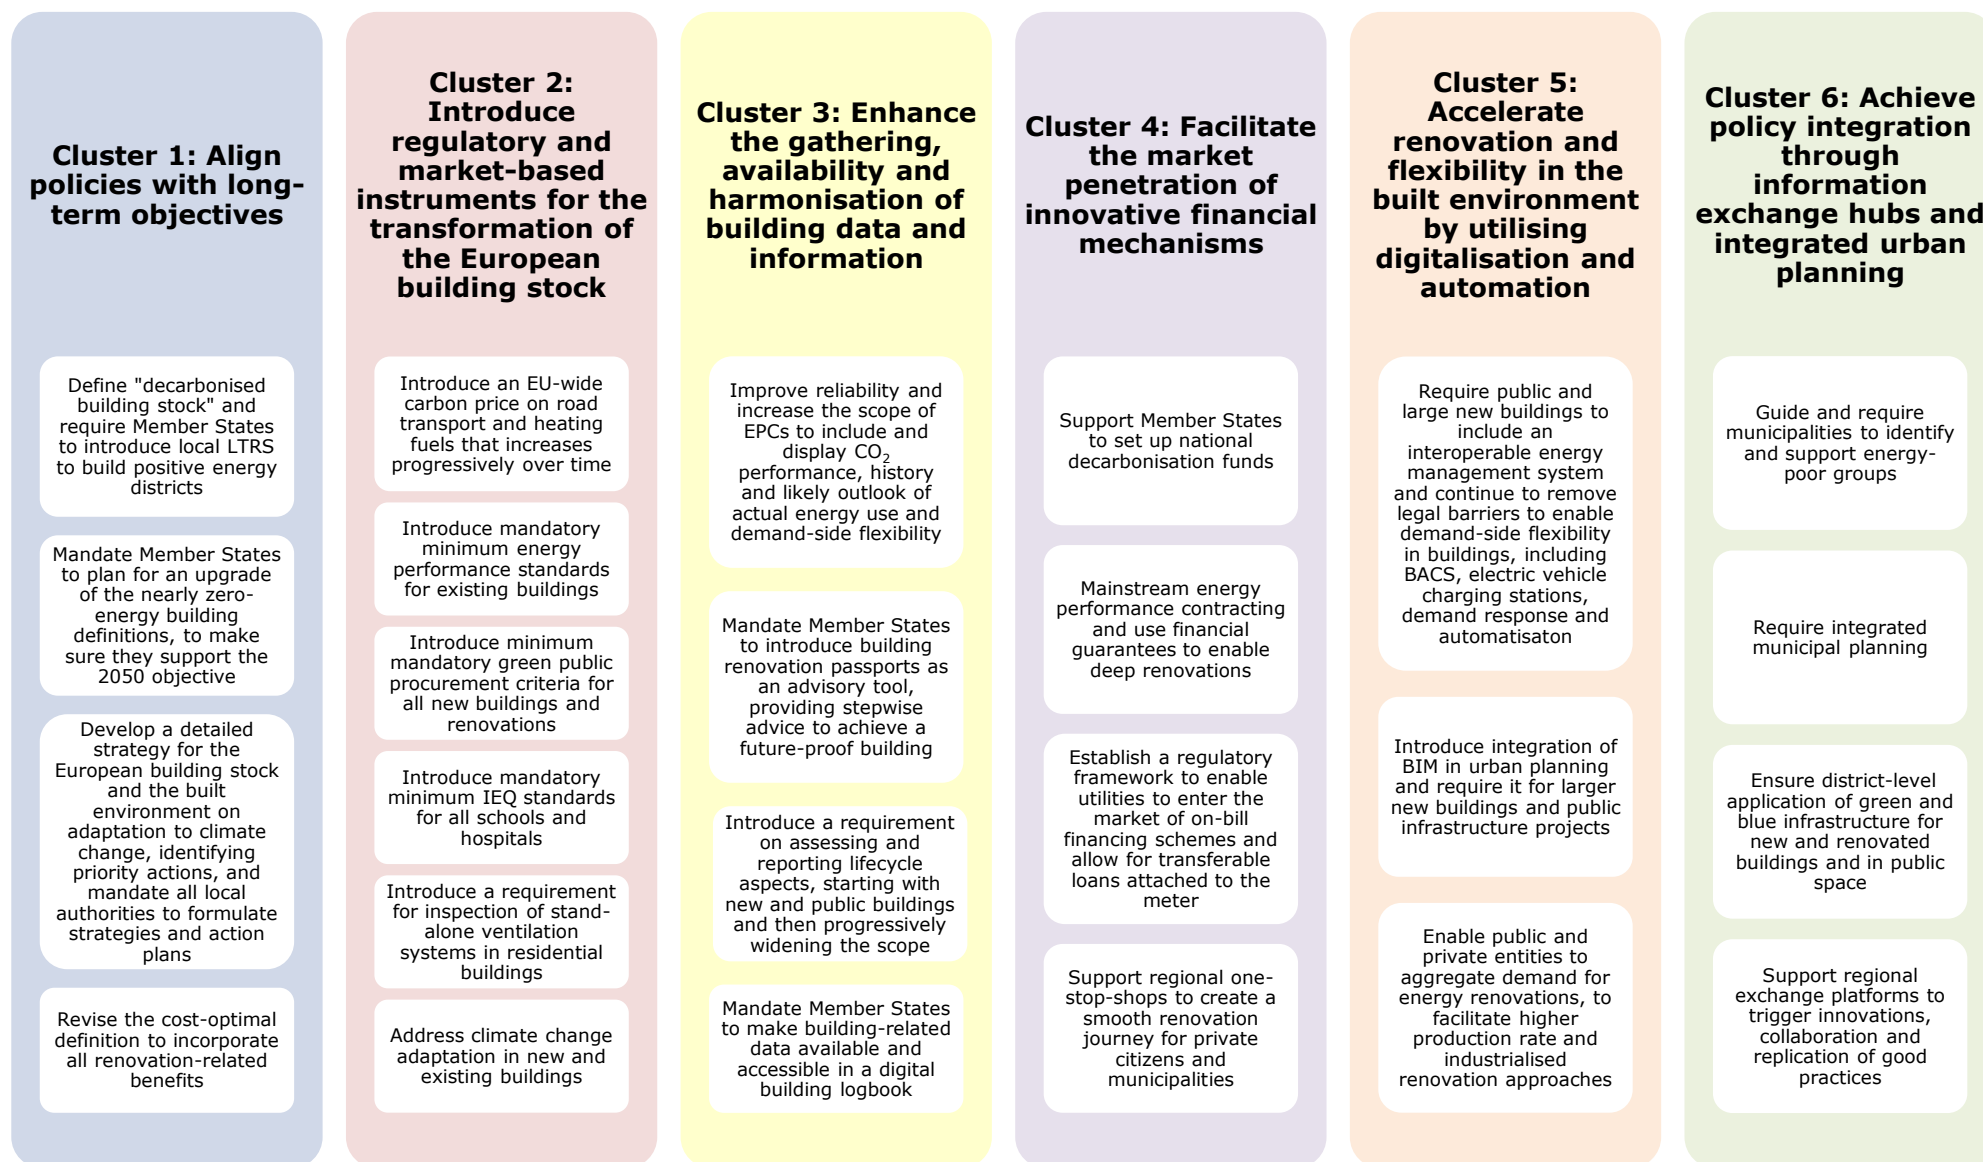 Cluster 1: Align
policies with long-
term objectives
Define "decarbonised
building stock" and
require Member States
to introduce local LTRS
to build positive energy
districts
Mandate Member States
to plan for an upgrade
of the nearly zero-
energy building
definitions, to make
sure they support the
2050 objective
Develop a detailed
strategy for the
European building stock
and the built
environment on
adaptation to climate
change, identifying
priority actions, and
mandate all local
authorities to formulate
strategies and action
plans
Revise the cost-optimal
definition to incorporate
all renovation-related
benefits
Cluster 2:
Introduce
regulatory and
market-based
instruments for the
transformation of
the European
building stock
Introduce an EU-wide
carbon price on road
transport and heating
fuels that increases
progressively over time
Introduce mandatory
minimum energy
performance standards
for existing buildings
Introduce minimum
mandatory green public
procurement criteria for
all new buildings and
renovations
Introduce mandatory
minimum IEQ standards
for all schools and
hospitals
Introduce a requirement
for inspection of stand-
alone ventilation
systems in residential
buildings
Address climate change
adaptation in new and
existing buildings
Cluster 3: Enhance
the gathering,
availability and
harmonisation of
building data and
information
Improve reliability and
increase the scope of
EPCs to include and
display CO2
performance, history
and likely outlook of
actual energy use and
demand-side flexibility
Mandate Member States
to introduce building
renovation passports as
an advisory tool,
providing stepwise
advice to achieve a
future-proof building
Introduce a requirement
on assessing and
reporting lifecycle
aspects, starting with
new and public buildings
and then progressively
widening the scope
Mandate Member States
to make building-related
data available and
accessible in a digital
building logbook
Cluster 4: Facilitate
the market
penetration of
innovative financial
mechanisms
Support Member States
to set up national
decarbonisation funds
Mainstream energy
performance contracting
and use financial
guarantees to enable
deep renovations
Establish a regulatory
framework to enable
utilities to enter the
market of on-bill
financing schemes and
allow for transferable
loans attached to the
meter
Support regional one-
stop-shops to create a
smooth renovation
journey for private
citizens and
municipalities
Cluster 5:
Accelerate
renovation and
flexibility in the
built environment
by utilising
digitalisation and
automation
Require public and
large new buildings to
include an
interoperable energy
management system
and continue to remove
legal barriers to enable
demand-side flexibility
in buildings, including
BACS, electric vehicle
charging stations,
demand response and
automatisaton
Introduce integration of
BIM in urban planning
and require it for larger
new buildings and public
infrastructure projects
Enable public and
private entities to
aggregate demand for
energy renovations, to
facilitate higher
production rate and
industrialised
renovation approaches
Cluster 6: Achieve
policy integration
through
information
exchange hubs and
integrated urban
planning
Guide and require
municipalities to identify
and support energy-
poor groups
Require integrated
municipal planning
Ensure district-level
application of green and
blue infrastructure for
new and renovated
buildings and in public
space
Support regional
exchange platforms to
trigger innovations,
collaboration and
replication of good
practices